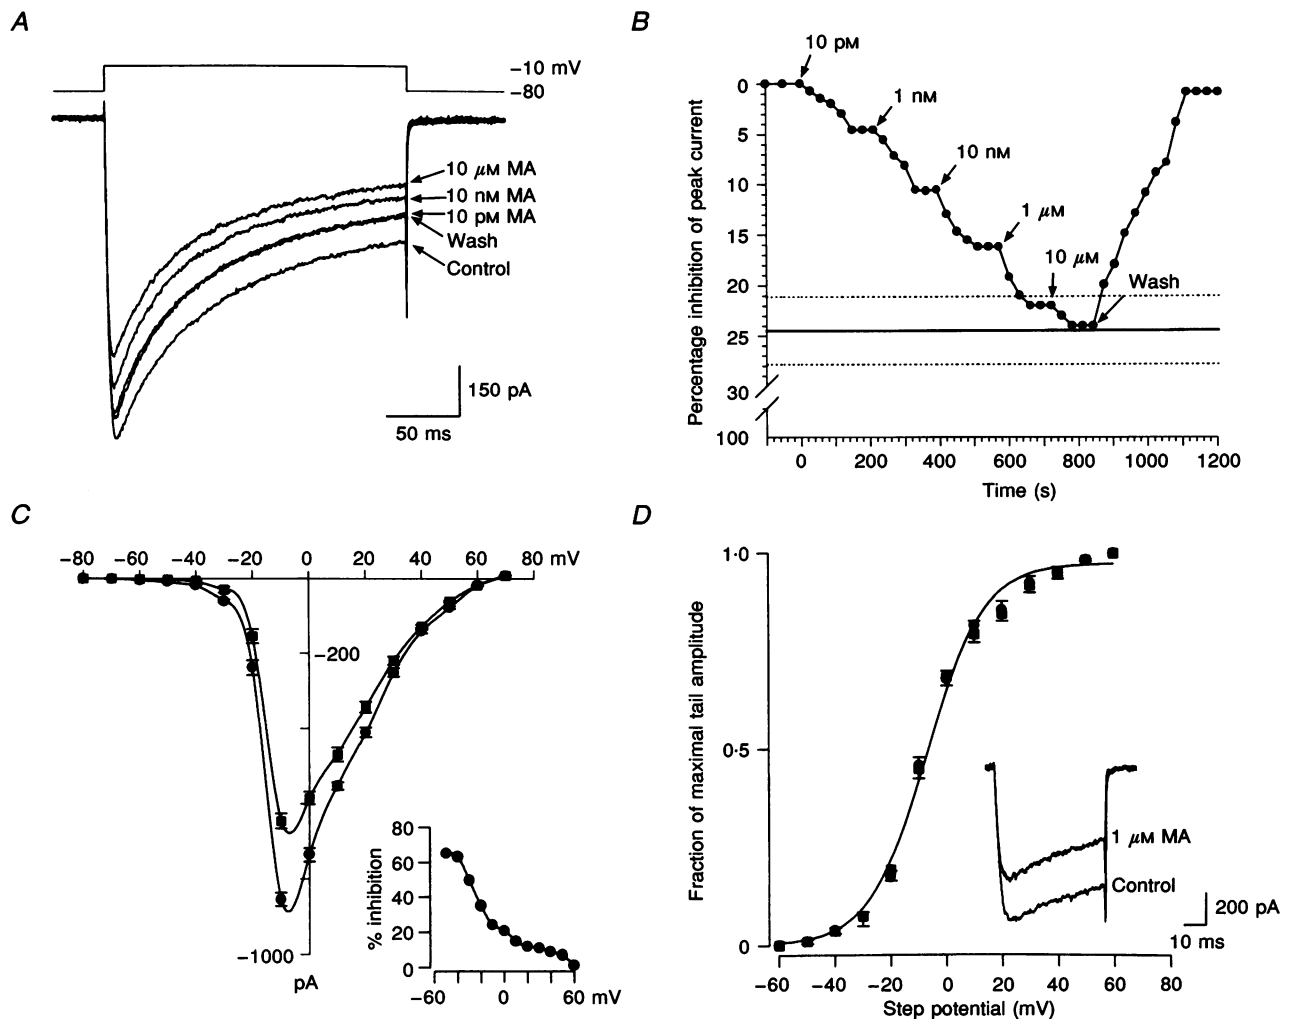 A
−10 mV
−80
10 μM MA
10 nM MA
10 pM MA
Wash
Control
150 pA
50 ms
B
10 pM
1 nM
10 nM
1 μM
10 μM
Wash
0
5
10
15
20
25
30
100
Percentage inhibition of peak current
0 200 400 600 800 1000 1200
Time (s)
C
−80 −60 −40 −20 0 20 40 60 80 mV
−200
−1000
pA
80
60
40
20
0
% inhibition
−60 0 60 mV
D
1·0
0·5
0
Fraction of maximal tail amplitude
1 μM MA
Control
200 pA
10 ms
−60 −40 −20 0 20 40 60 80
Step potential (mV)